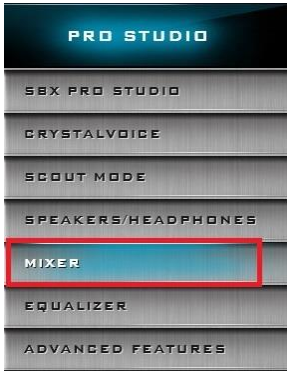 PRO STUDIO
SBX PRO STUDIO
CRYSTALVOICE
SCOUT MODE
SPEAKERS/HEADPHONES
MIXER
EQUALIZER
ADVANCED FEATURES